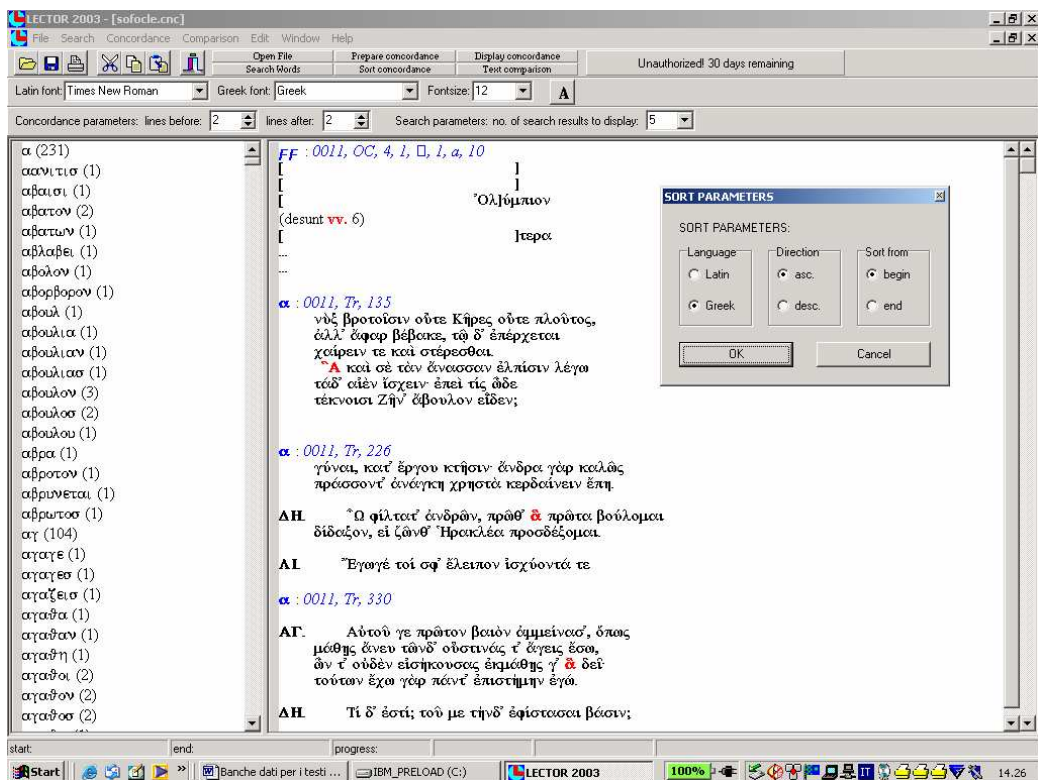 LECTOR 2003 - [sofocle.cnc]
File Search Concordance Comparison Edit Window Help
Open File Prepare concordance Display concordance
Search Words Sort concordance Text comparison
Unauthorized! 30 days remaining
Latin font: Times New Roman Greek font: Greek Fontsize: 12 A
Concordance parameters: lines before: 2 lines after: 2 Search parameters: no. of search results to display: 5
α (231)
αανιτισ (1)
αβαισι (1)
αβατον (2)
αβατων (1)
αβλαβει (1)
αβολον (1)
αβορβορον (1)
αβουλ (1)
αβουλια (1)
αβουλιαν (1)
αβουλιασ (1)
αβουλον (3)
αβουλοσ (2)
αβουλου (1)
αβρα (1)
αβροτον (1)
αβρυνεται (1)
αβρωτοσ (1)
αγ (104)
αγαγε (1)
αγαγεσ (1)
αγαζεισ (1)
αγαθα (1)
αγαθαν (1)
αγαθη (1)
αγαθοι (2)
αγαθον (2)
αγαθοσ (2)
FF : 0011, OC, 4, 1, □, 1, a, 10
[ ]
[ ]
[ Ὀλ]ύμπιον
(desunt vv. 6)
[ ]τερα
...
...
α : 0011, Tr, 135
νὺξ βροτοῖσιν οὔτε Κῆρες οὔτε πλοῦτος,
ἀλλ' ἄφαρ βέβακε, τῷ δ' ἐπέρχεται
χαίρειν τε καὶ στέρεσθαι.
Ἃ καὶ σὲ τὰν ἄνασσαν ἐλπίσιν λέγω
τάδ' αἰὲν ἴσχειν· ἐπεὶ τίς ὧδε
τέκνοισι Ζῆν' ἄβουλον εἶδεν;
α : 0011, Tr, 226
γύναι, κατ' ἔργου κτῆσιν· ἄνδρα γὰρ καλῶς
πράσσοντ' ἀνάγκη χρηστὰ κερδαίνειν ἔπη.
ΔΗ. Ὦ φίλτατ' ἀνδρῶν, πρῶθ' ἃ πρῶτα βούλομαι
δίδαξον, εἰ ζῶνθ' Ἡρακλέα προσδέξομαι.
ΛΙ. Ἔγωγέ τοί σφ' ἔλειπον ἰσχύοντά τε
α : 0011, Tr, 330
ΑΓ. Αὐτοῦ γε πρῶτον βαιὸν ἀμμείνασ', ὅπως
μάθῃς ἄνευ τῶνδ' οὕστινάς τ' ἄγεις ἔσω,
ὧν τ' οὐδὲν εἰσήκουσας ἐκμάθῃς γ' ἃ δεῖ·
τούτων ἔχω γὰρ πάντ' ἐπιστήμην ἐγώ.
ΔΗ. Τί δ' ἐστί; τοῦ με τήνδ' ἐφίστασαι βάσιν;
SORT PARAMETERS
SORT PARAMETERS:
Language Direction Sort from
Latin asc. begin
Greek desc. end
OK Cancel
start: end: progress:
Start » Banche dati per i testi ... IBM_PRELOAD (C:) LECTOR 2003 100% IT 14.26